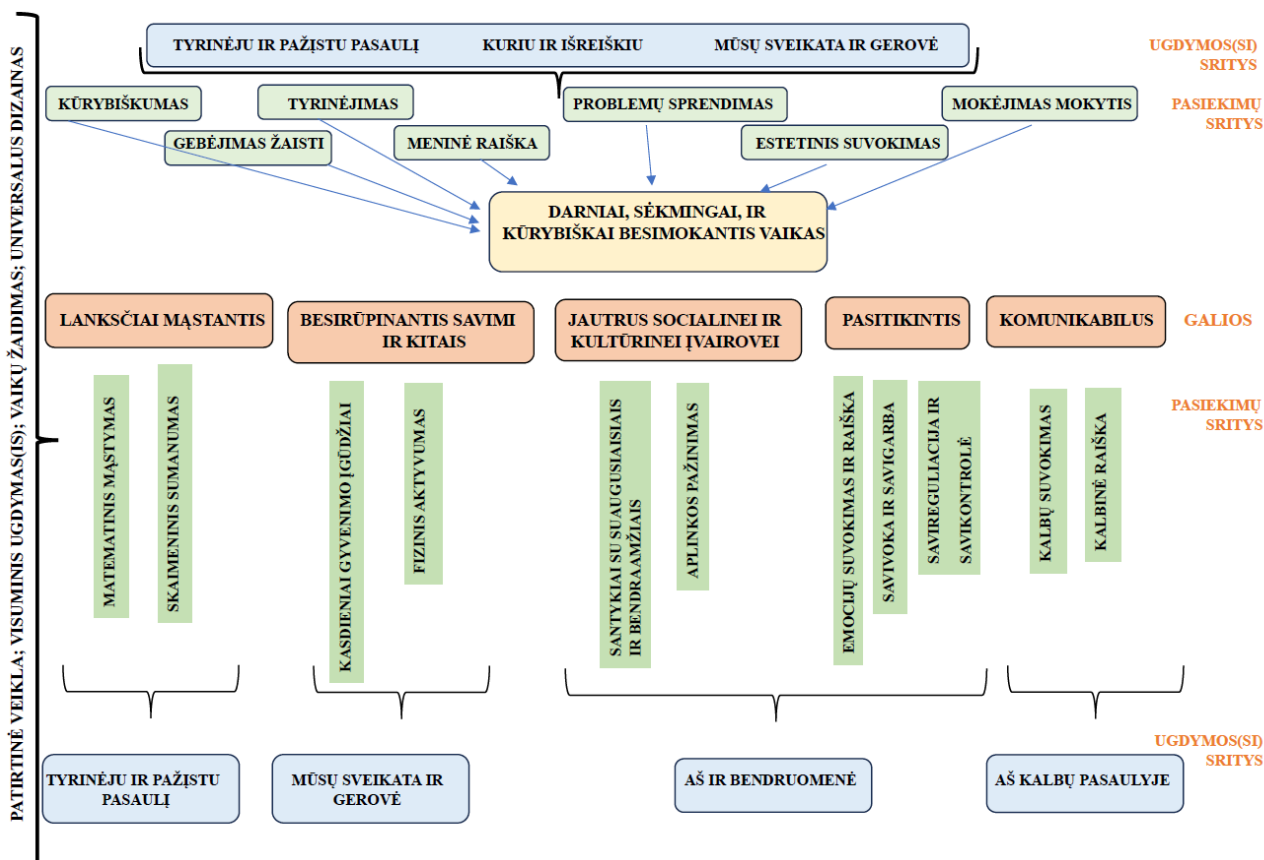 PATIRTINĖ VEIKLA; VISUMINIS UGDYMAS(IS); VAIKŲ ŽAIDIMAS; UNIVERSALUS DIZAINAS
TYRINĖJU IR PAŽĮSTU PASAULĮ KURIU IR IŠREIŠKIU MŪSŲ SVEIKATA IR GEROVĖ
UGDYMOS(SI)
SRITYS
KŪRYBIŠKUMAS
TYRINĖJIMAS
PROBLEMŲ SPRENDIMAS
MOKĖJIMAS MOKYTIS
PASIEKIMŲ
SRITYS
GEBĖJIMAS ŽAISTI
MENINĖ RAIŠKA
ESTETINIS SUVOKIMAS
DARNIAI, SĖKMINGAI, IR
KŪRYBIŠKAI BESIMOKANTIS VAIKAS
LANKSČIAI MĄSTANTIS
BESIRŪPINANTIS SAVIMI
IR KITAIS
JAUTRUS SOCIALINEI IR
KULTŪRINEI ĮVAIROVEI
PASITIKINTIS
KOMUNIKABILUS
GALIOS
MATEMATINIS MĄSTYMAS
SKAIMENINIS SUMANUMAS
KASDIENIAI GYVENIMO ĮGŪDŽIAI
FIZINIS AKTYVUMAS
SANTYKIAI SU SUAUGUSIAISIAIS
IR BENDRAAMŽIAIS
APLINKOS PAŽINIMAS
EMOCIJŲ SUVOKIMAS IR RAIŠKA
SAVIVOKA IR SAVIGARBA
SAVIREGULIACIJA IR
SAVIKONTROLĖ
KALBŲ SUVOKIMAS
KALBINĖ RAIŠKA
PASIEKIMŲ
SRITYS
TYRINĖJU IR PAŽĮSTU
PASAULĮ
MŪSŲ SVEIKATA IR
GEROVĖ
AŠ IR BENDRUOMENĖ
AŠ KALBŲ PASAULYJE
UGDYMOS(SI)
SRITYS